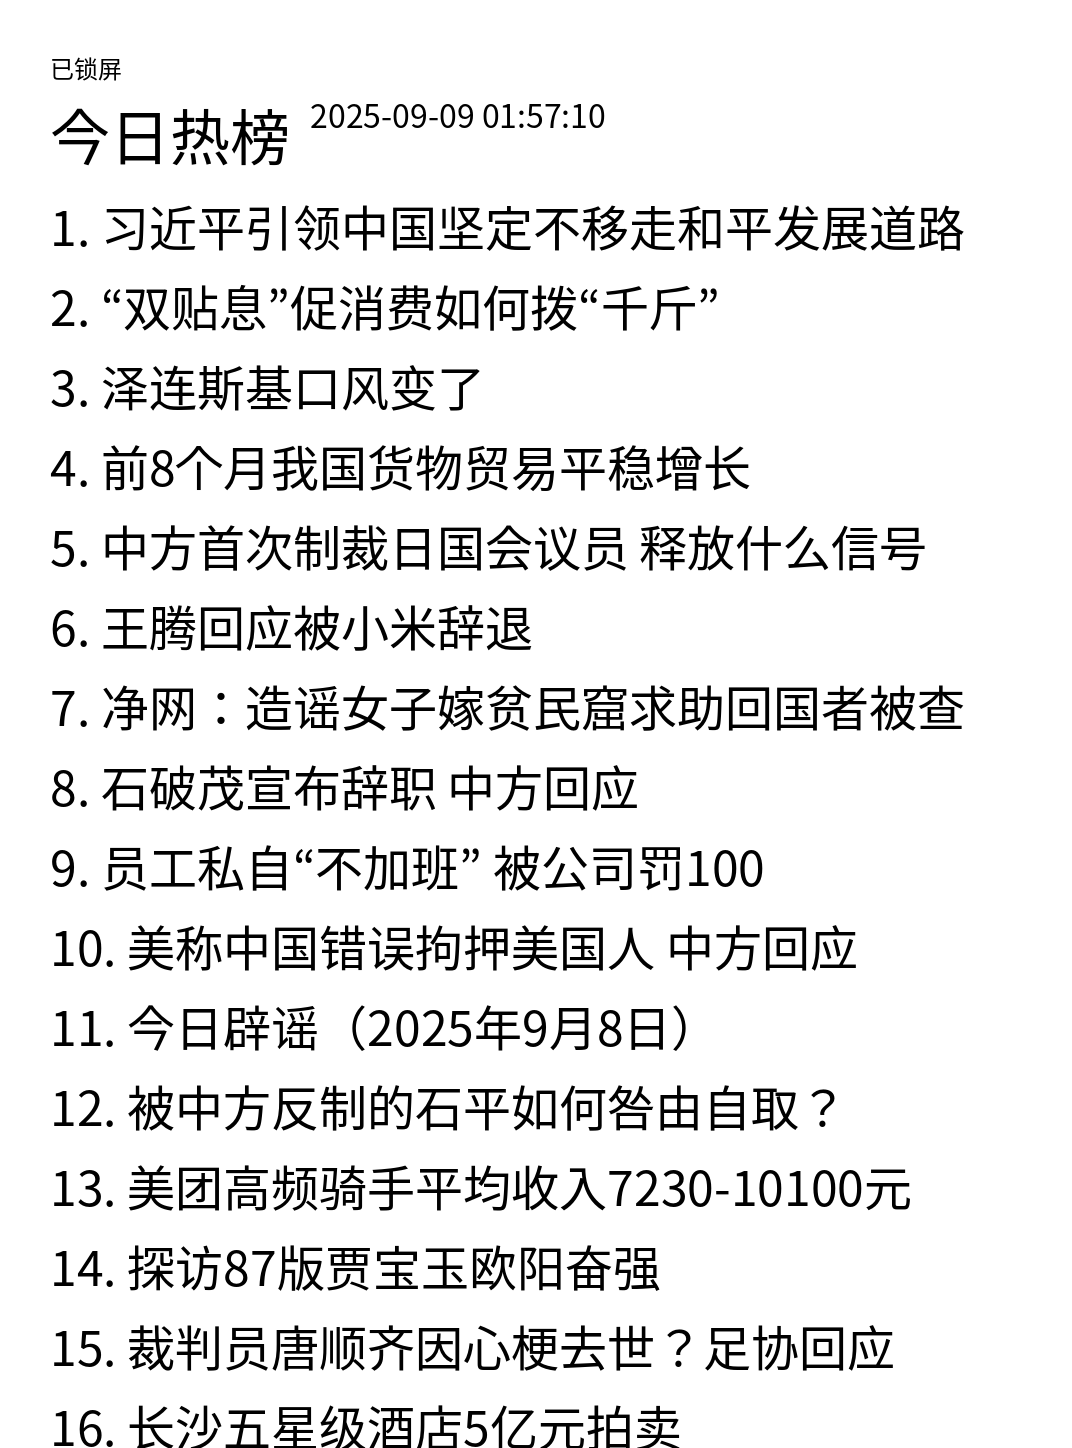 已锁屏
今日热榜 2025-09-09 01:57:10
1. 习近平引领中国坚定不移走和平发展道路
2. “双贴息”促消费如何拨“千斤”
3. 泽连斯基口风变了
4. 前8个月我国货物贸易平稳增长
5. 中方首次制裁日国会议员 释放什么信号
6. 王腾回应被小米辞退
7. 净网：造谣女子嫁贫民窟求助回国者被查
8. 石破茂宣布辞职 中方回应
9. 员工私自“不加班” 被公司罚100
10. 美称中国错误拘押美国人 中方回应
11. 今日辟谣（2025年9月8日）
12. 被中方反制的石平如何咎由自取？
13. 美团高频骑手平均收入7230-10100元
14. 探访87版贾宝玉欧阳奋强
15. 裁判员唐顺齐因心梗去世？足协回应
16. 长沙五星级酒店5亿元拍卖